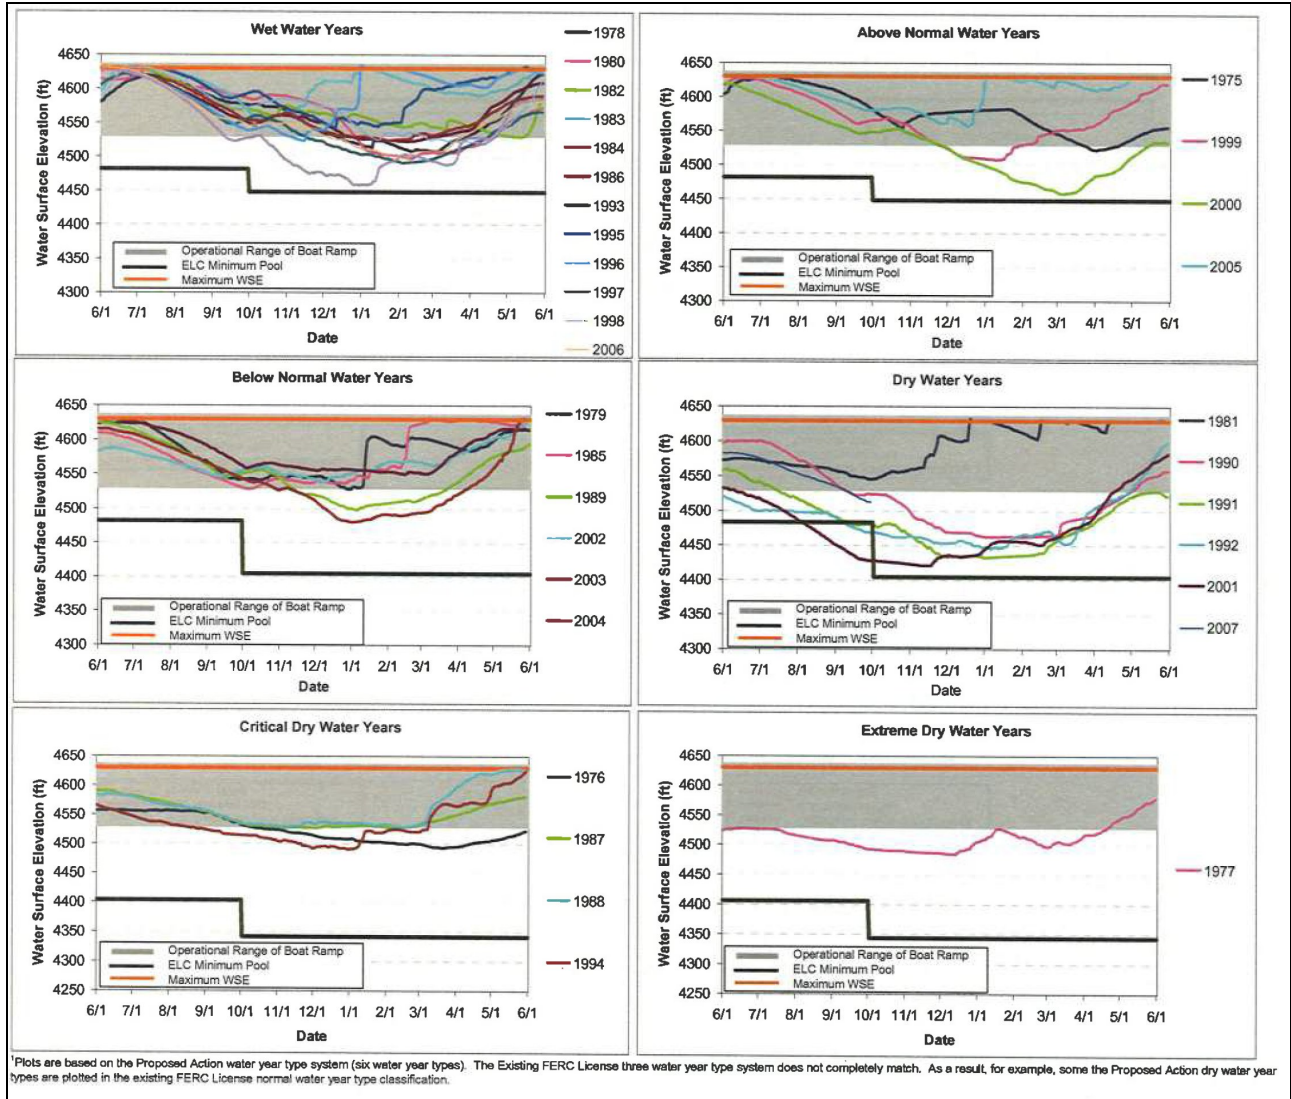 Wet Water Years
Water Surface Elevation (ft)
4650
4600
4550
4500
4450
4400
4350
4300
6/1 7/1 8/1 9/1 10/1 11/1 12/1 1/1 2/1 3/1 4/1 5/1 6/1
Date
Operational Range of Boat Ramp
ELC Minimum Pool
Maximum WSE
1978
1980
1982
1983
1984
1986
1993
1995
1996
1997
1998
2006
Above Normal Water Years
Water Surface Elevation (ft)
4650
4600
4550
4500
4450
4400
4350
4300
6/1 7/1 8/1 9/1 10/1 11/1 12/1 1/1 2/1 3/1 4/1 5/1 6/1
Date
Operational Range of Boat Ramp
ELC Minimum Pool
Maximum WSE
1975
1999
2000
2005
Below Normal Water Years
Water Surface Elevation (ft)
4650
4600
4550
4500
4450
4400
4350
4300
6/1 7/1 8/1 9/1 10/1 11/1 12/1 1/1 2/1 3/1 4/1 5/1 6/1
Date
Operational Range of Boat Ramp
ELC Minimum Pool
Maximum WSE
1979
1985
1989
2002
2003
2004
Dry Water Years
Water Surface Elevation (ft)
4650
4600
4550
4500
4450
4400
4350
4300
6/1 7/1 8/1 9/1 10/1 11/1 12/1 1/1 2/1 3/1 4/1 5/1 6/1
Date
Operational Range of Boat Ramp
ELC Minimum Pool
Maximum WSE
1981
1990
1991
1992
2001
2007
Critical Dry Water Years
Water Surface Elevation (ft)
4650
4600
4550
4500
4450
4400
4350
4300
4250
6/1 7/1 8/1 9/1 10/1 11/1 12/1 1/1 2/1 3/1 4/1 5/1 6/1
Date
Operational Range of Boat Ramp
ELC Minimum Pool
Maximum WSE
1976
1987
1988
1994
Extreme Dry Water Years
Water Surface Elevation (ft)
4650
4600
4550
4500
4450
4400
4350
4300
4250
6/1 7/1 8/1 9/1 10/1 11/1 12/1 1/1 2/1 3/1 4/1 5/1 6/1
Date
Operational Range of Boat Ramp
ELC Minimum Pool
Maximum WSE
1977
¹Plots are based on the Proposed Action water year type system (six water year types). The Existing FERC License three water year type system does not completely match. As a result, for example, some the Proposed Action dry water year
types are plotted in the existing FERC License normal water year type classification.